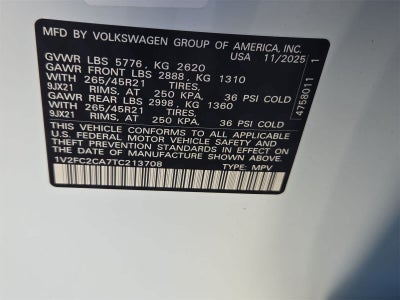 MFD BY VOLKSWAGEN GROUP OF AMERICA, INC.
USA 11/2025
GVWR LBS 5776, KG 2620
GAWR FRONT LBS 2888, KG 1310
WITH 265/45R21 TIRES,
9JX21 RIMS, AT 250 KPA. 36 PSI COLD
GAWR REAR LBS 2998, KG 1360
WITH 265/45R21 TIRES,
9JX21 RIMS, AT 250 KPA. 36 PSI COLD
THIS VEHICLE CONFORMS TO ALL APPLICABLE
U.S. FEDERAL MOTOR VEHICLE SAFETY AND
THEFT PREVENTION STANDARDS IN EFFECT ON
THE DATE OF MANUFACTURE SHOWN ABOVE.
1V2FC2CA7TC213708 TYPE: MPV
4758011 1